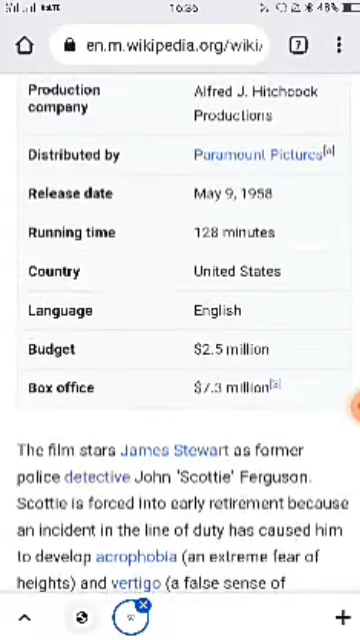 16:36
48%
en.m.wikipedia.org/wiki/
7
Production company
Alfred J. Hitchcock Productions
Distributed by Paramount Pictures[a]
Release date May 9, 1958
Running time 128 minutes
Country United States
Language English
Budget $2.5 million
Box office $7.3 million[3]
The film stars James Stewart as former
police detective John 'Scottie' Ferguson.
Scottie is forced into early retirement because
an incident in the line of duty has caused him
to develop acrophobia (an extreme fear of
heights) and vertigo (a false sense of